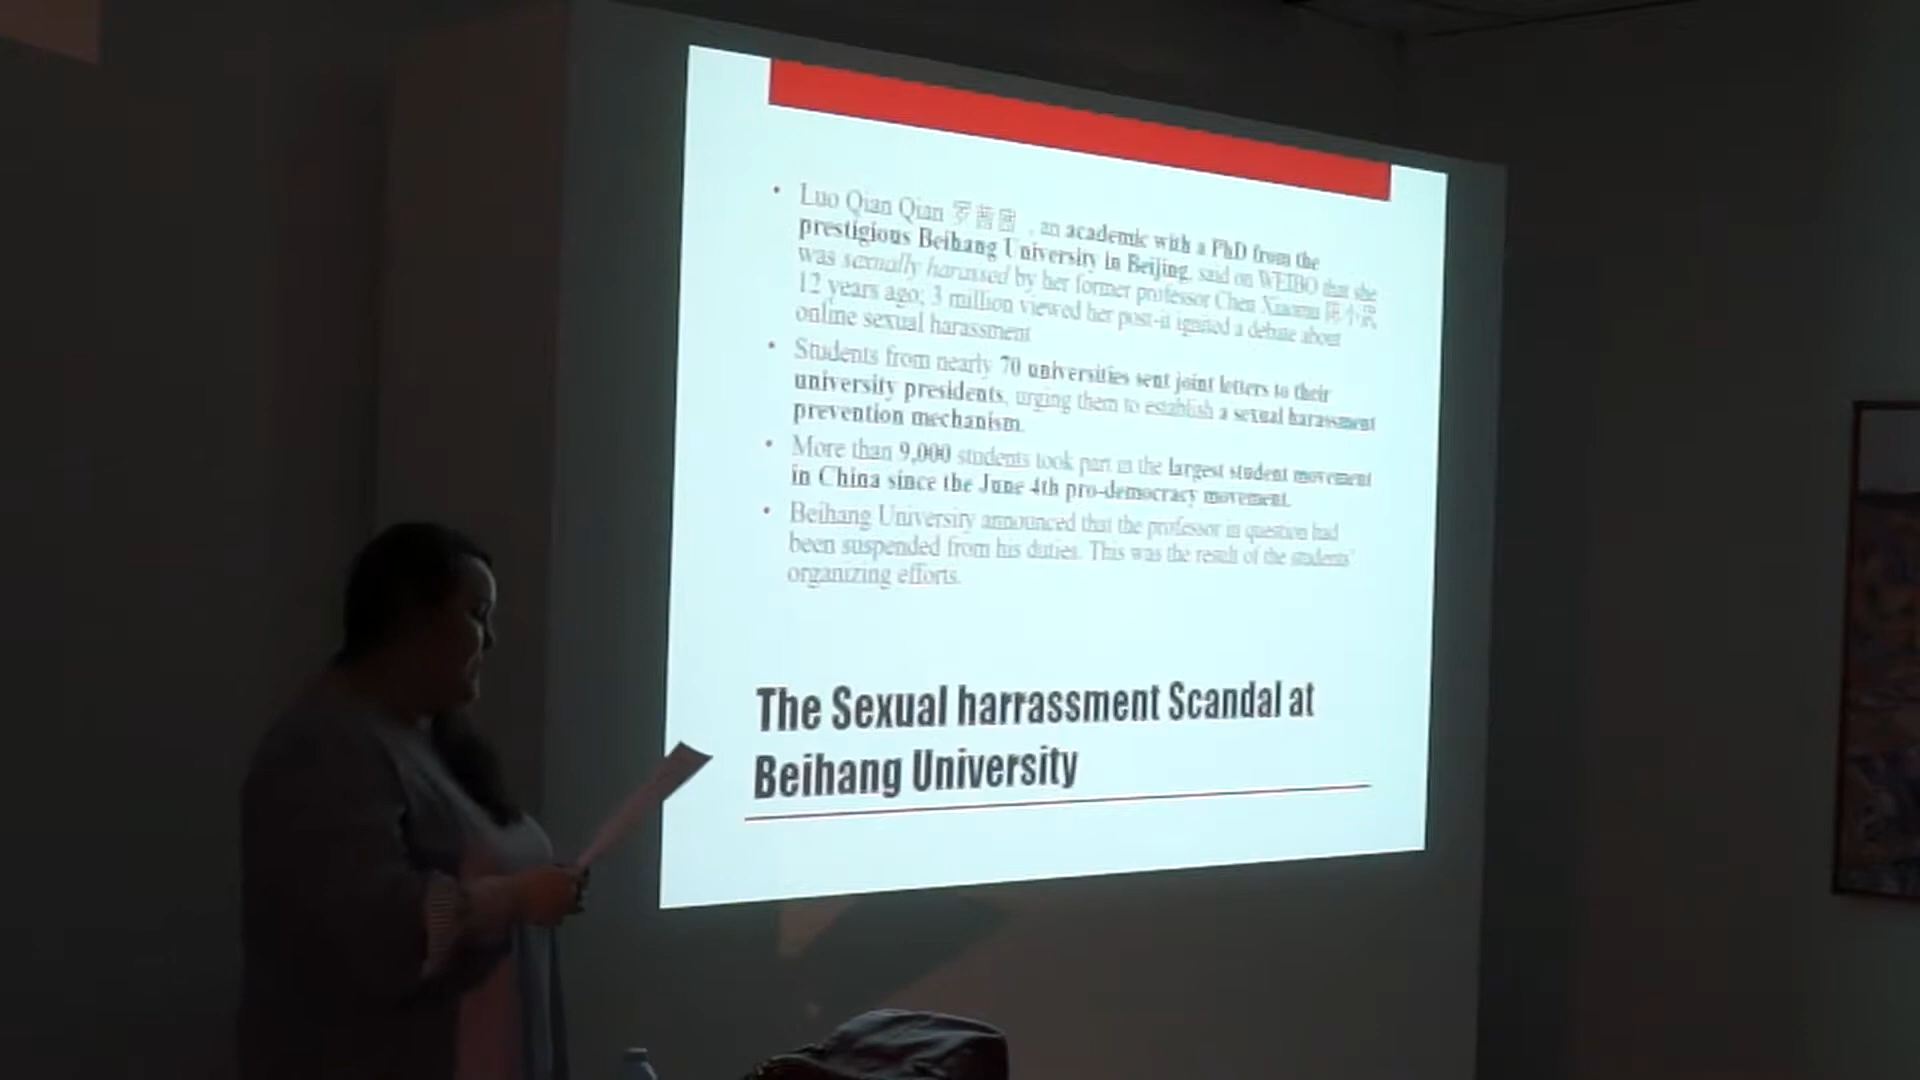 • Luo Qian Qian 罗茜茜 , an academic with a PhD from the
prestigious Beihang University in Beijing, said on WEIBO that she
was sexually harassed by her former professor Chen Xiaowu 陈小武
12 years ago; 3 million viewed her post-it ignited a debate about
online sexual harassment
• Students from nearly 70 universities sent joint letters to their
university presidents, urging them to establish a sexual harassment
prevention mechanism.
• More than 9,000 students took part in the largest student movement
in China since the June 4th pro-democracy movement.
• Beihang University announced that the professor in question had
been suspended from his duties. This was the result of the students'
organizing efforts.
The Sexual harrassment Scandal at
Beihang University